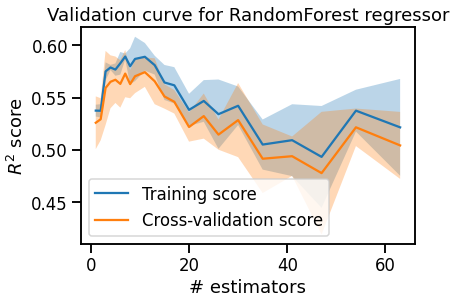 Validation curve for RandomForest regressor
0.60
0.55
0.50
0.45
R² score
Training score
Cross-validation score
0 20 40 60
# estimators